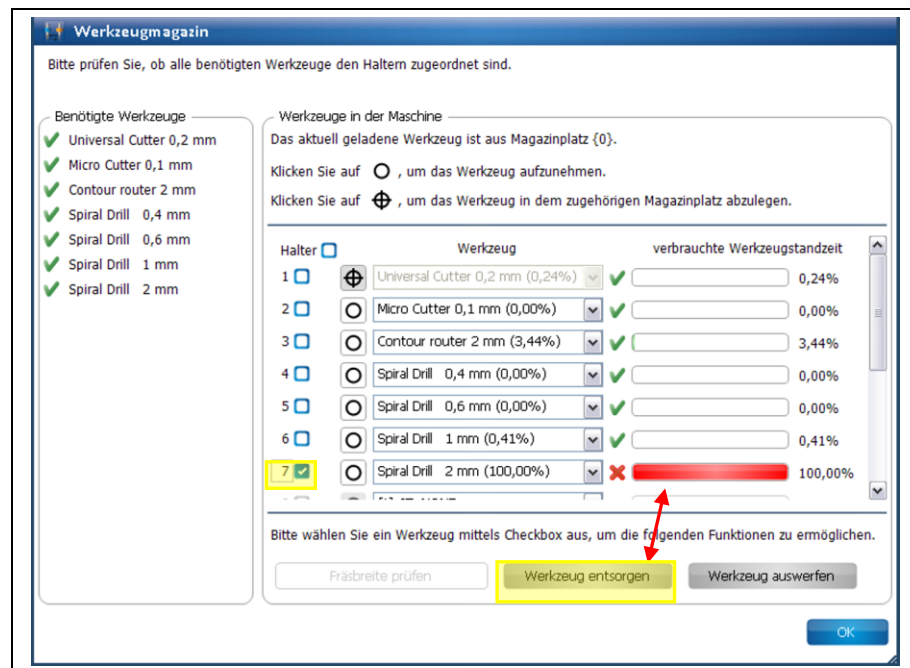 Werkzeugmagazin
Bitte prüfen Sie, ob alle benötigten Werkzeuge den Haltern zugeordnet sind.
Benötigte Werkzeuge
Universal Cutter 0,2 mm
Micro Cutter 0,1 mm
Contour router 2 mm
Spiral Drill 0,4 mm
Spiral Drill 0,6 mm
Spiral Drill 1 mm
Spiral Drill 2 mm
Werkzeuge in der Maschine
Das aktuell geladene Werkzeug ist aus Magazinplatz {0}.
Klicken Sie auf , um das Werkzeug aufzunehmen.
Klicken Sie auf , um das Werkzeug in dem zugehörigen Magazinplatz abzulegen.
Halter Werkzeug verbrauchte Werkzeugstandzeit
1 Universal Cutter 0,2 mm (0,24%) 0,24%
2 Micro Cutter 0,1 mm (0,00%) 0,00%
3 Contour router 2 mm (3,44%) 3,44%
4 Spiral Drill 0,4 mm (0,00%) 0,00%
5 Spiral Drill 0,6 mm (0,00%) 0,00%
6 Spiral Drill 1 mm (0,41%) 0,41%
7 Spiral Drill 2 mm (100,00%) 100,00%
Bitte wählen Sie ein Werkzeug mittels Checkbox aus, um die folgenden Funktionen zu ermöglichen.
Fräsbreite prüfen Werkzeug entsorgen Werkzeug auswerfen
OK